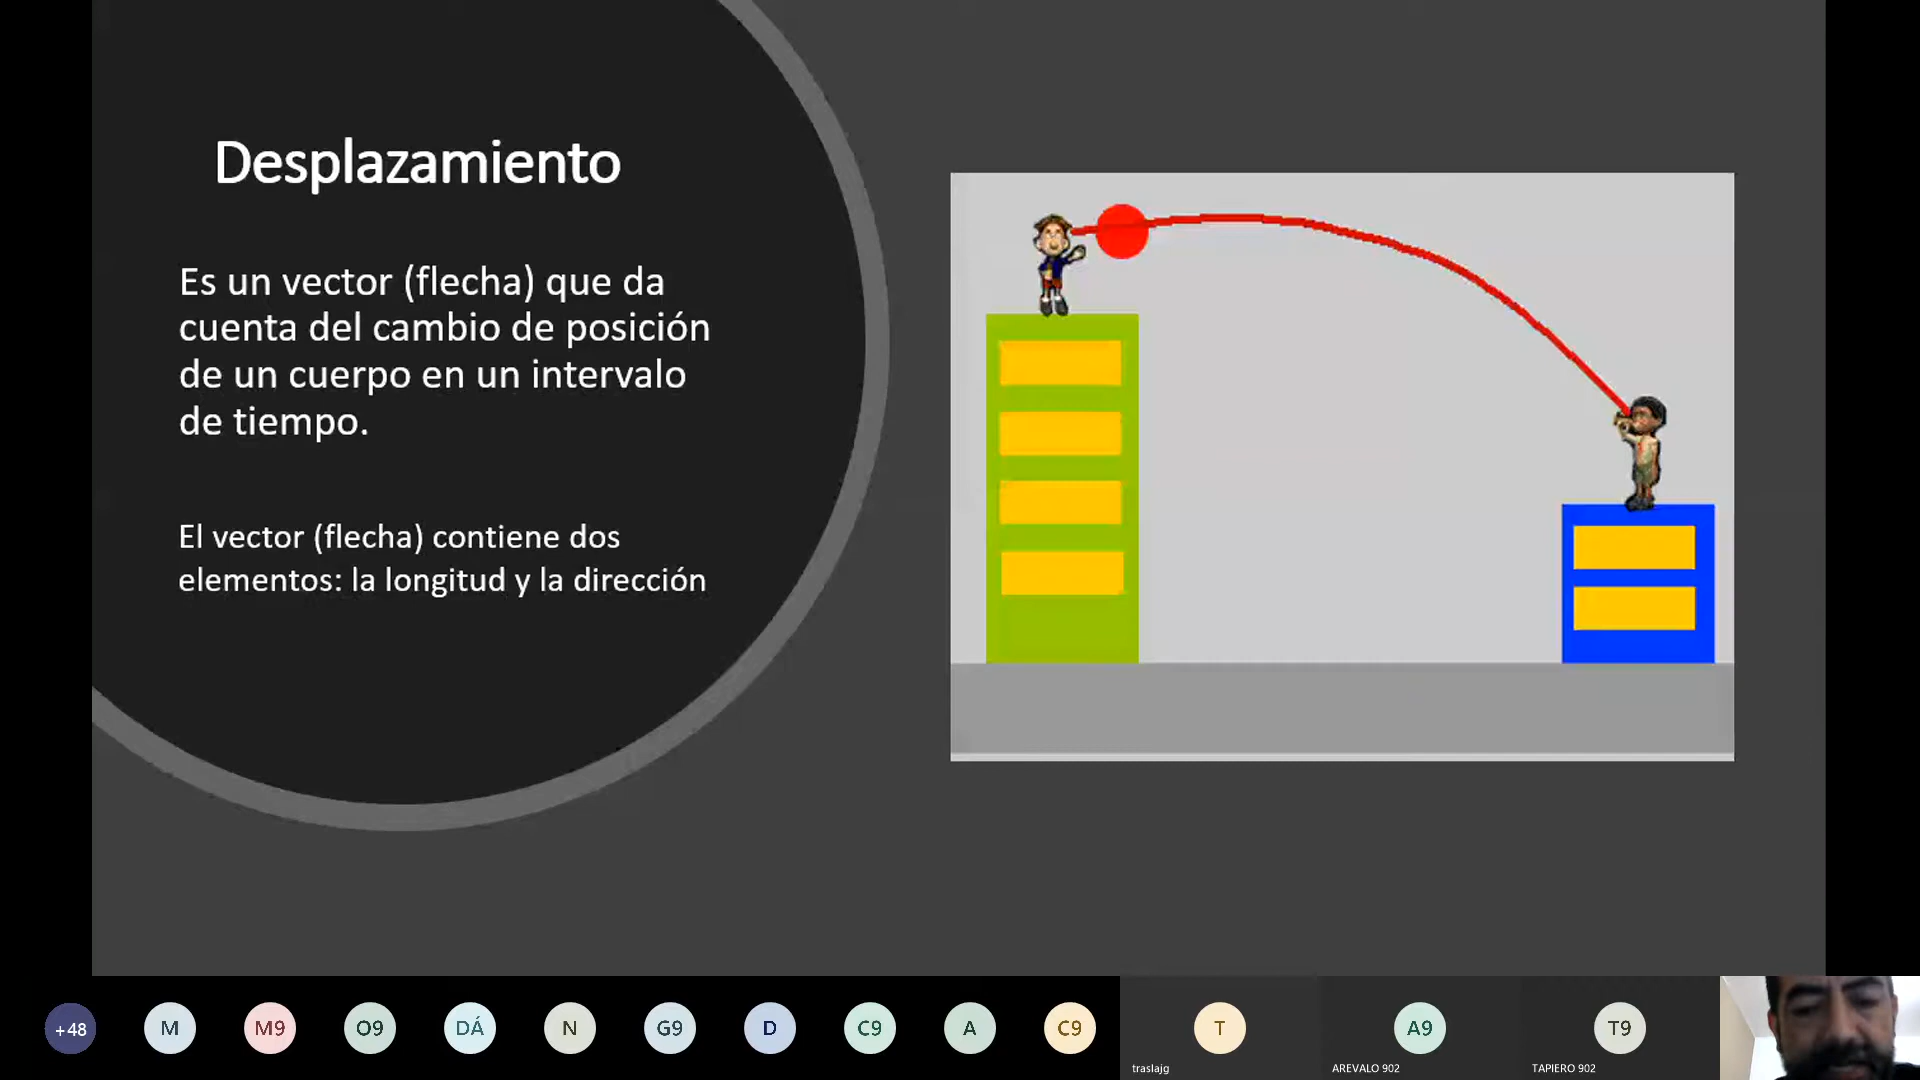 Desplazamiento
Es un vector (flecha) que da
cuenta del cambio de posición
de un cuerpo en un intervalo
de tiempo.
El vector (flecha) contiene dos
elementos: la longitud y la dirección
+48
M
M9
O9
DÁ
N
G9
D
C9
A
C9
T
A9
T9
traslajg
AREVALO 902
TAPIERO 902